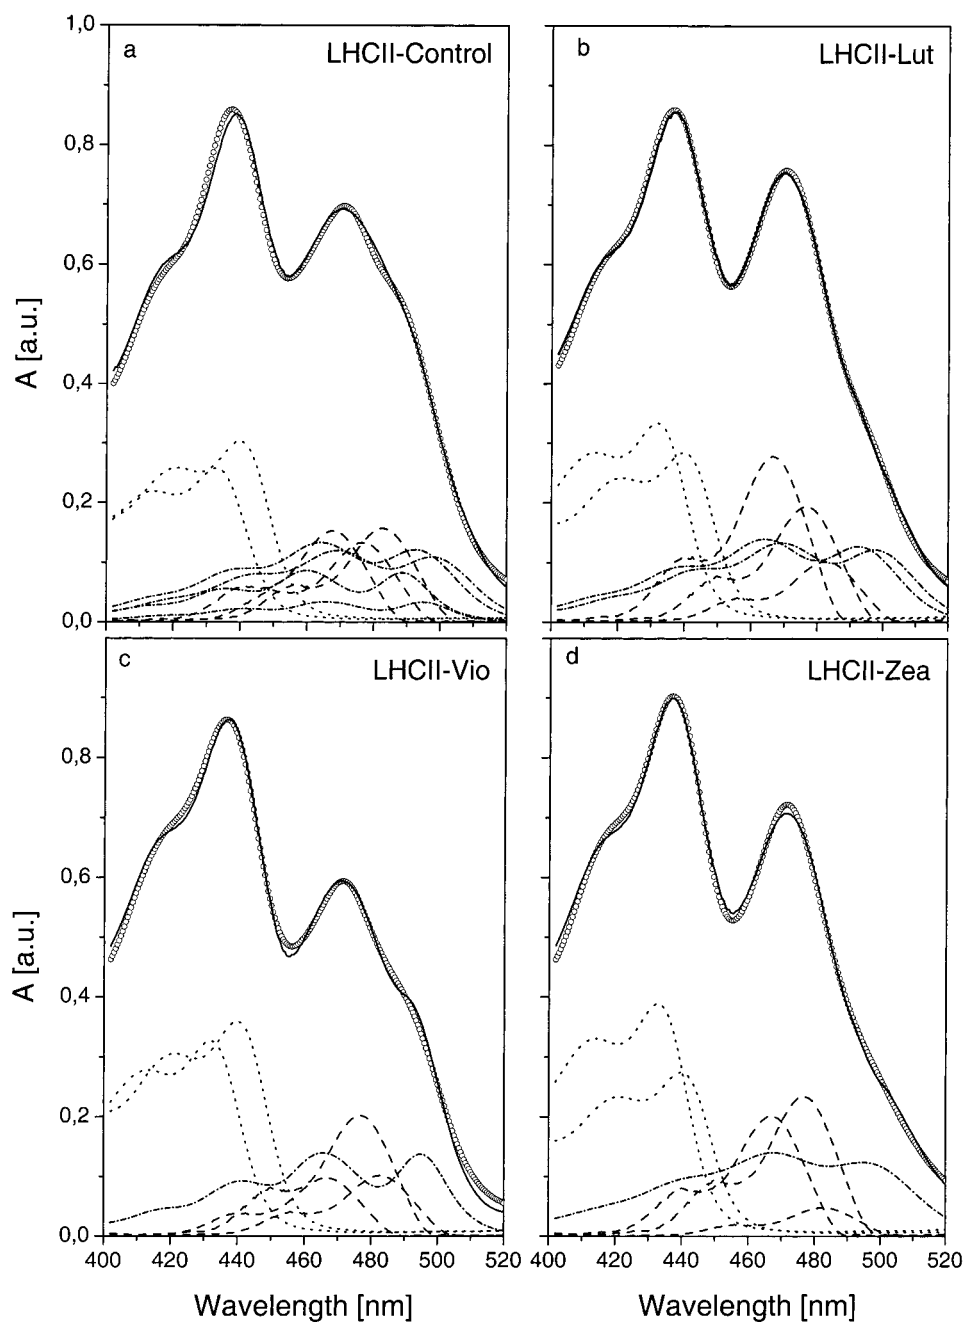 1,0
a
LHCII-Control
b
LHCII-Lut
0,8
0,6
A [a.u.]
0,4
0,2
0,0
c
LHCII-Vio
d
LHCII-Zea
0,8
0,6
A [a.u.]
0,4
0,2
0,0
400 420 440 460 480 500 520
400 420 440 460 480 500 520
Wavelength [nm]
Wavelength [nm]